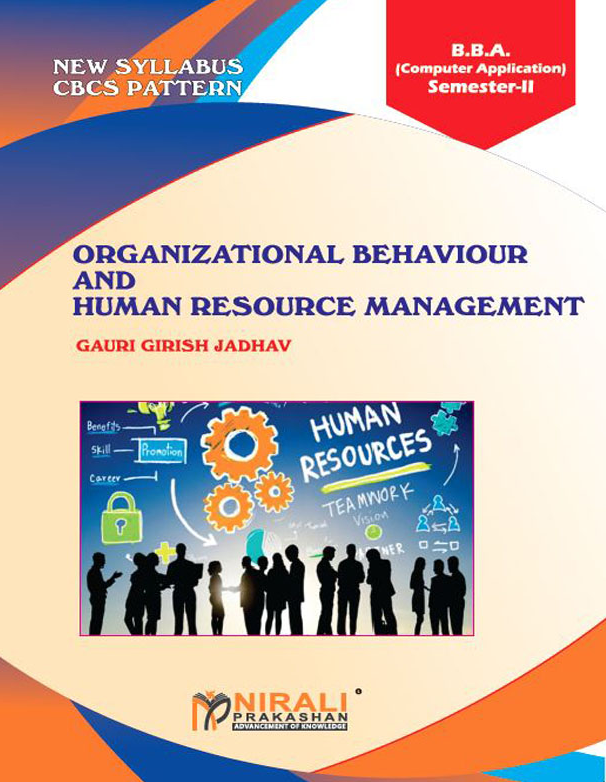 NEW SYLLABUS
CBCS PATTERN
B.B.A.
(Computer Application)
Semester-II
ORGANIZATIONAL BEHAVIOUR
AND
HUMAN RESOURCE MANAGEMENT
GAURI GIRISH JADHAV
Benefits
Skill
Promotion
Career
HUMAN
RESOURCES
TEAMWORK
Vision
NIRALI
PRAKASHAN
ADVANCEMENT OF KNOWLEDGE